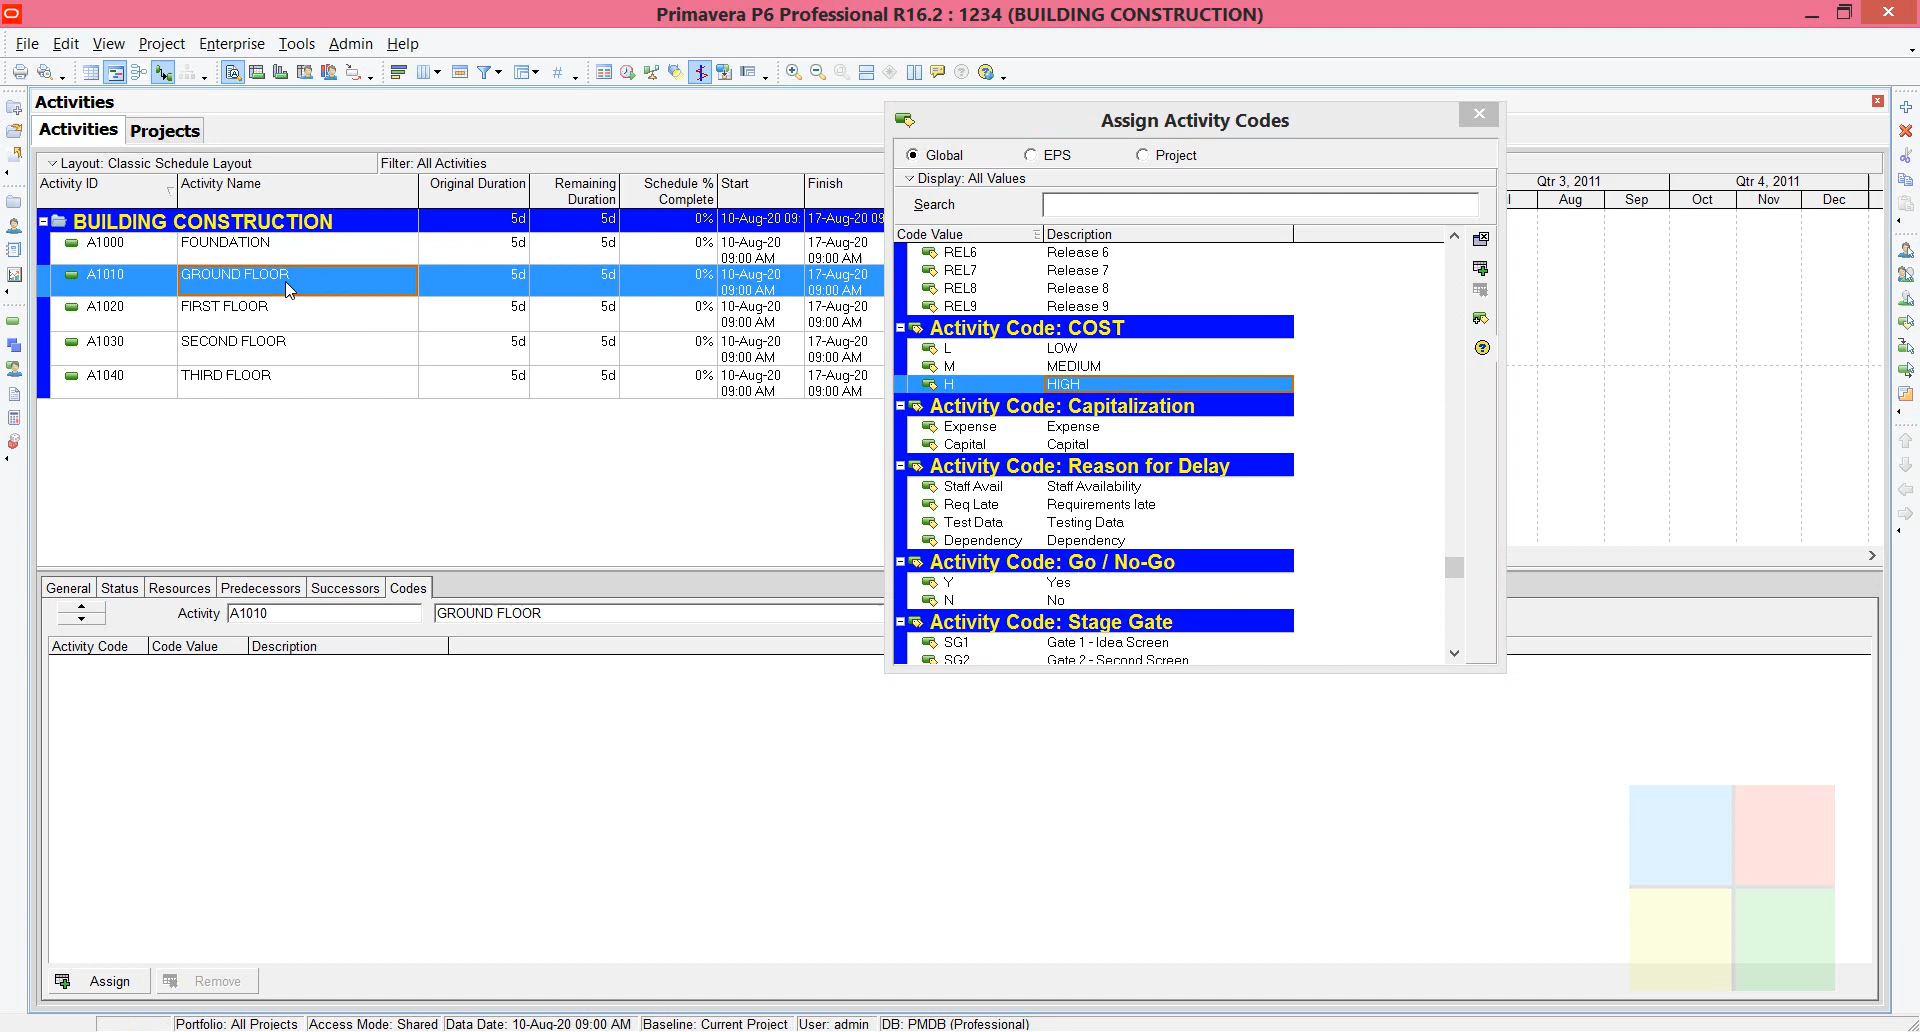 Primavera P6 Professional R16.2 : 1234 (BUILDING CONSTRUCTION)
File Edit View Project Enterprise Tools Admin Help
Activities
Activities Projects
Layout: Classic Schedule Layout Filter: All Activities
Activity ID Activity Name Original Duration Remaining Duration Schedule % Complete Start Finish
BUILDING CONSTRUCTION 5d 5d 0% 10-Aug-20 09: 17-Aug-20 09
A1000 FOUNDATION 5d 5d 0% 10-Aug-20 09:00 AM 17-Aug-20 09:00 AM
A1010 GROUND FLOOR 5d 5d 0% 10-Aug-20 09:00 AM 17-Aug-20 09:00 AM
A1020 FIRST FLOOR 5d 5d 0% 10-Aug-20 09:00 AM 17-Aug-20 09:00 AM
A1030 SECOND FLOOR 5d 5d 0% 10-Aug-20 09:00 AM 17-Aug-20 09:00 AM
A1040 THIRD FLOOR 5d 5d 0% 10-Aug-20 09:00 AM 17-Aug-20 09:00 AM
Assign Activity Codes
Global EPS Project
Display: All Values
Search
Code Value Description
REL6 Release 6
REL7 Release 7
REL8 Release 8
REL9 Release 9
Activity Code: COST
L LOW
M MEDIUM
H HIGH
Activity Code: Capitalization
Expense Expense
Capital Capital
Activity Code: Reason for Delay
Staff Avail Staff Availability
Req Late Requirements late
Test Data Testing Data
Dependency Dependency
Activity Code: Go / No-Go
Y Yes
N No
Activity Code: Stage Gate
SG1 Gate 1 - Idea Screen
SG2 Gate 2 - Second Screen
Qtr 3, 2011 Qtr 4, 2011
Aug Sep Oct Nov Dec
General Status Resources Predecessors Successors Codes
Activity A1010 GROUND FLOOR
Activity Code Code Value Description
Assign Remove
Portfolio: All Projects Access Mode: Shared Data Date: 10-Aug-20 09:00 AM Baseline: Current Project User: admin DB: PMDB (Professional)